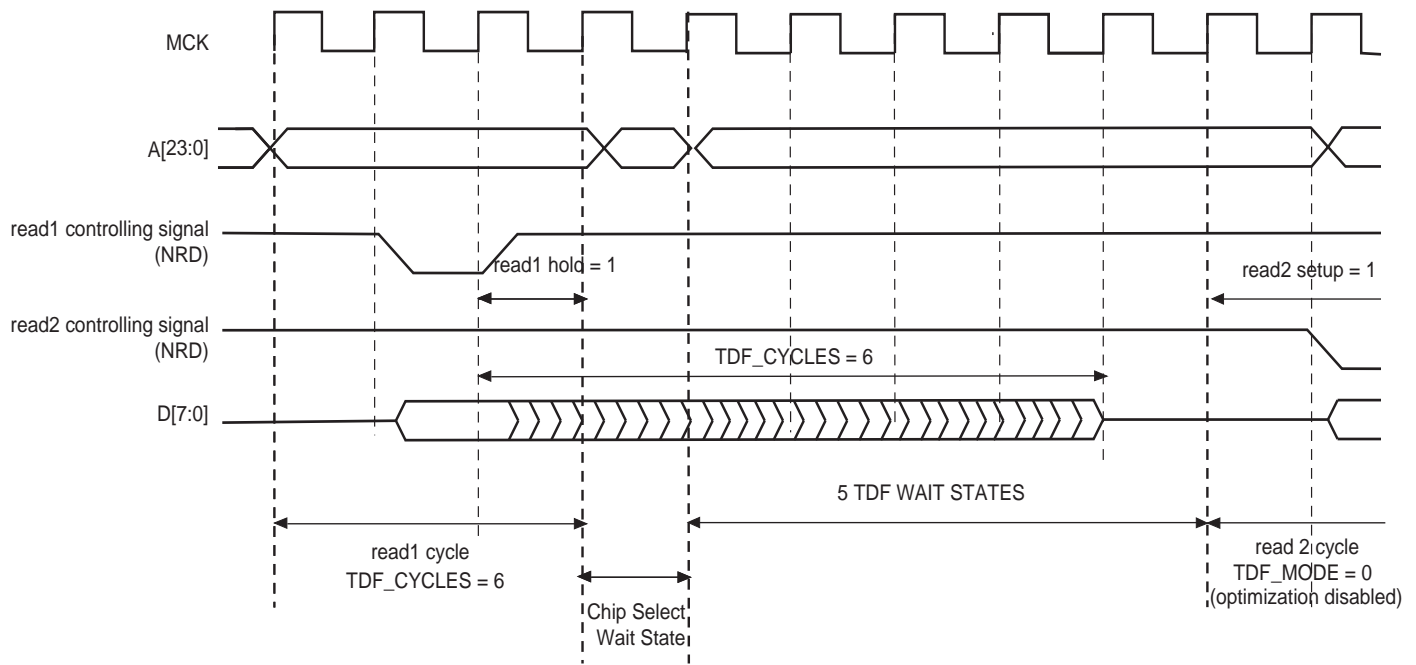 MCK
A[23:0]
read1 controlling signal
(NRD)
read1 hold = 1
read2 setup = 1
read2 controlling signal
(NRD)
TDF_CYCLES = 6
D[7:0]
5 TDF WAIT STATES
read1 cycle
TDF_CYCLES = 6
Chip Select
Wait State
read 2 cycle
TDF_MODE = 0
(optimization disabled)